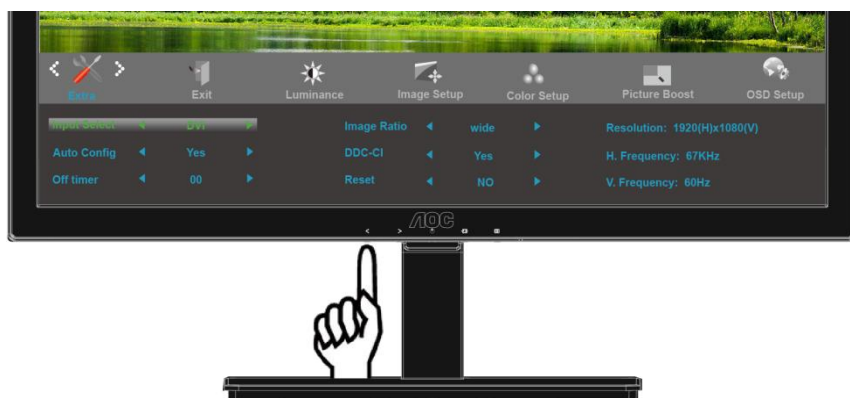 Extra Exit Luminance Image Setup Color Setup Picture Boost OSD Setup
Input Select DVI Image Ratio wide Resolution: 1920(H)x1080(V)
Auto Config Yes DDC-CI Yes H. Frequency: 67KHz
Off timer 00 Reset NO V. Frequency: 60Hz
AOC
< >